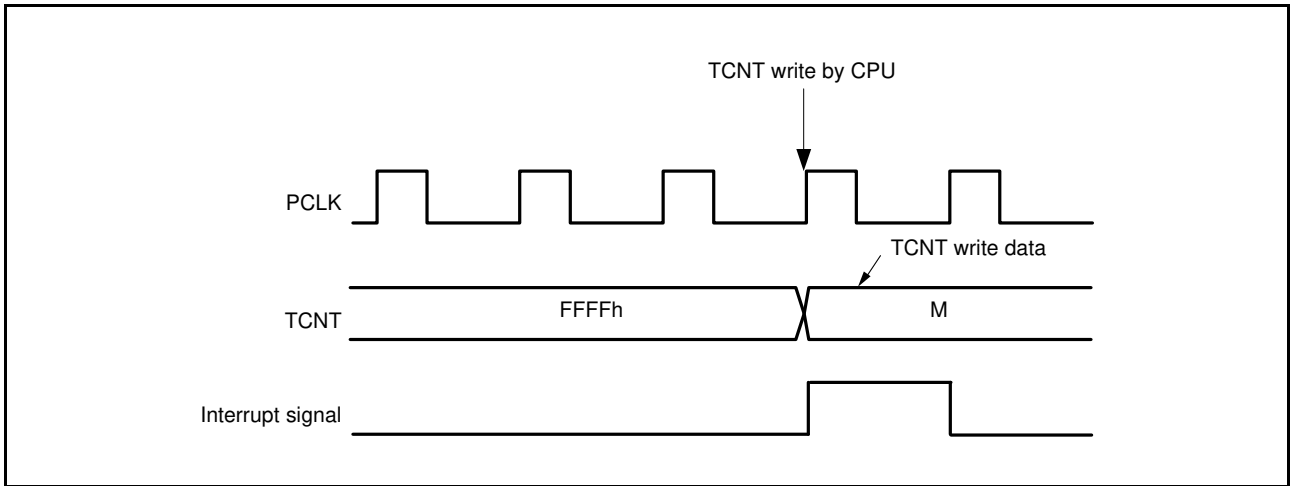 TCNT write by CPU
PCLK
TCNT write data
TCNT
FFFFh
M
Interrupt signal